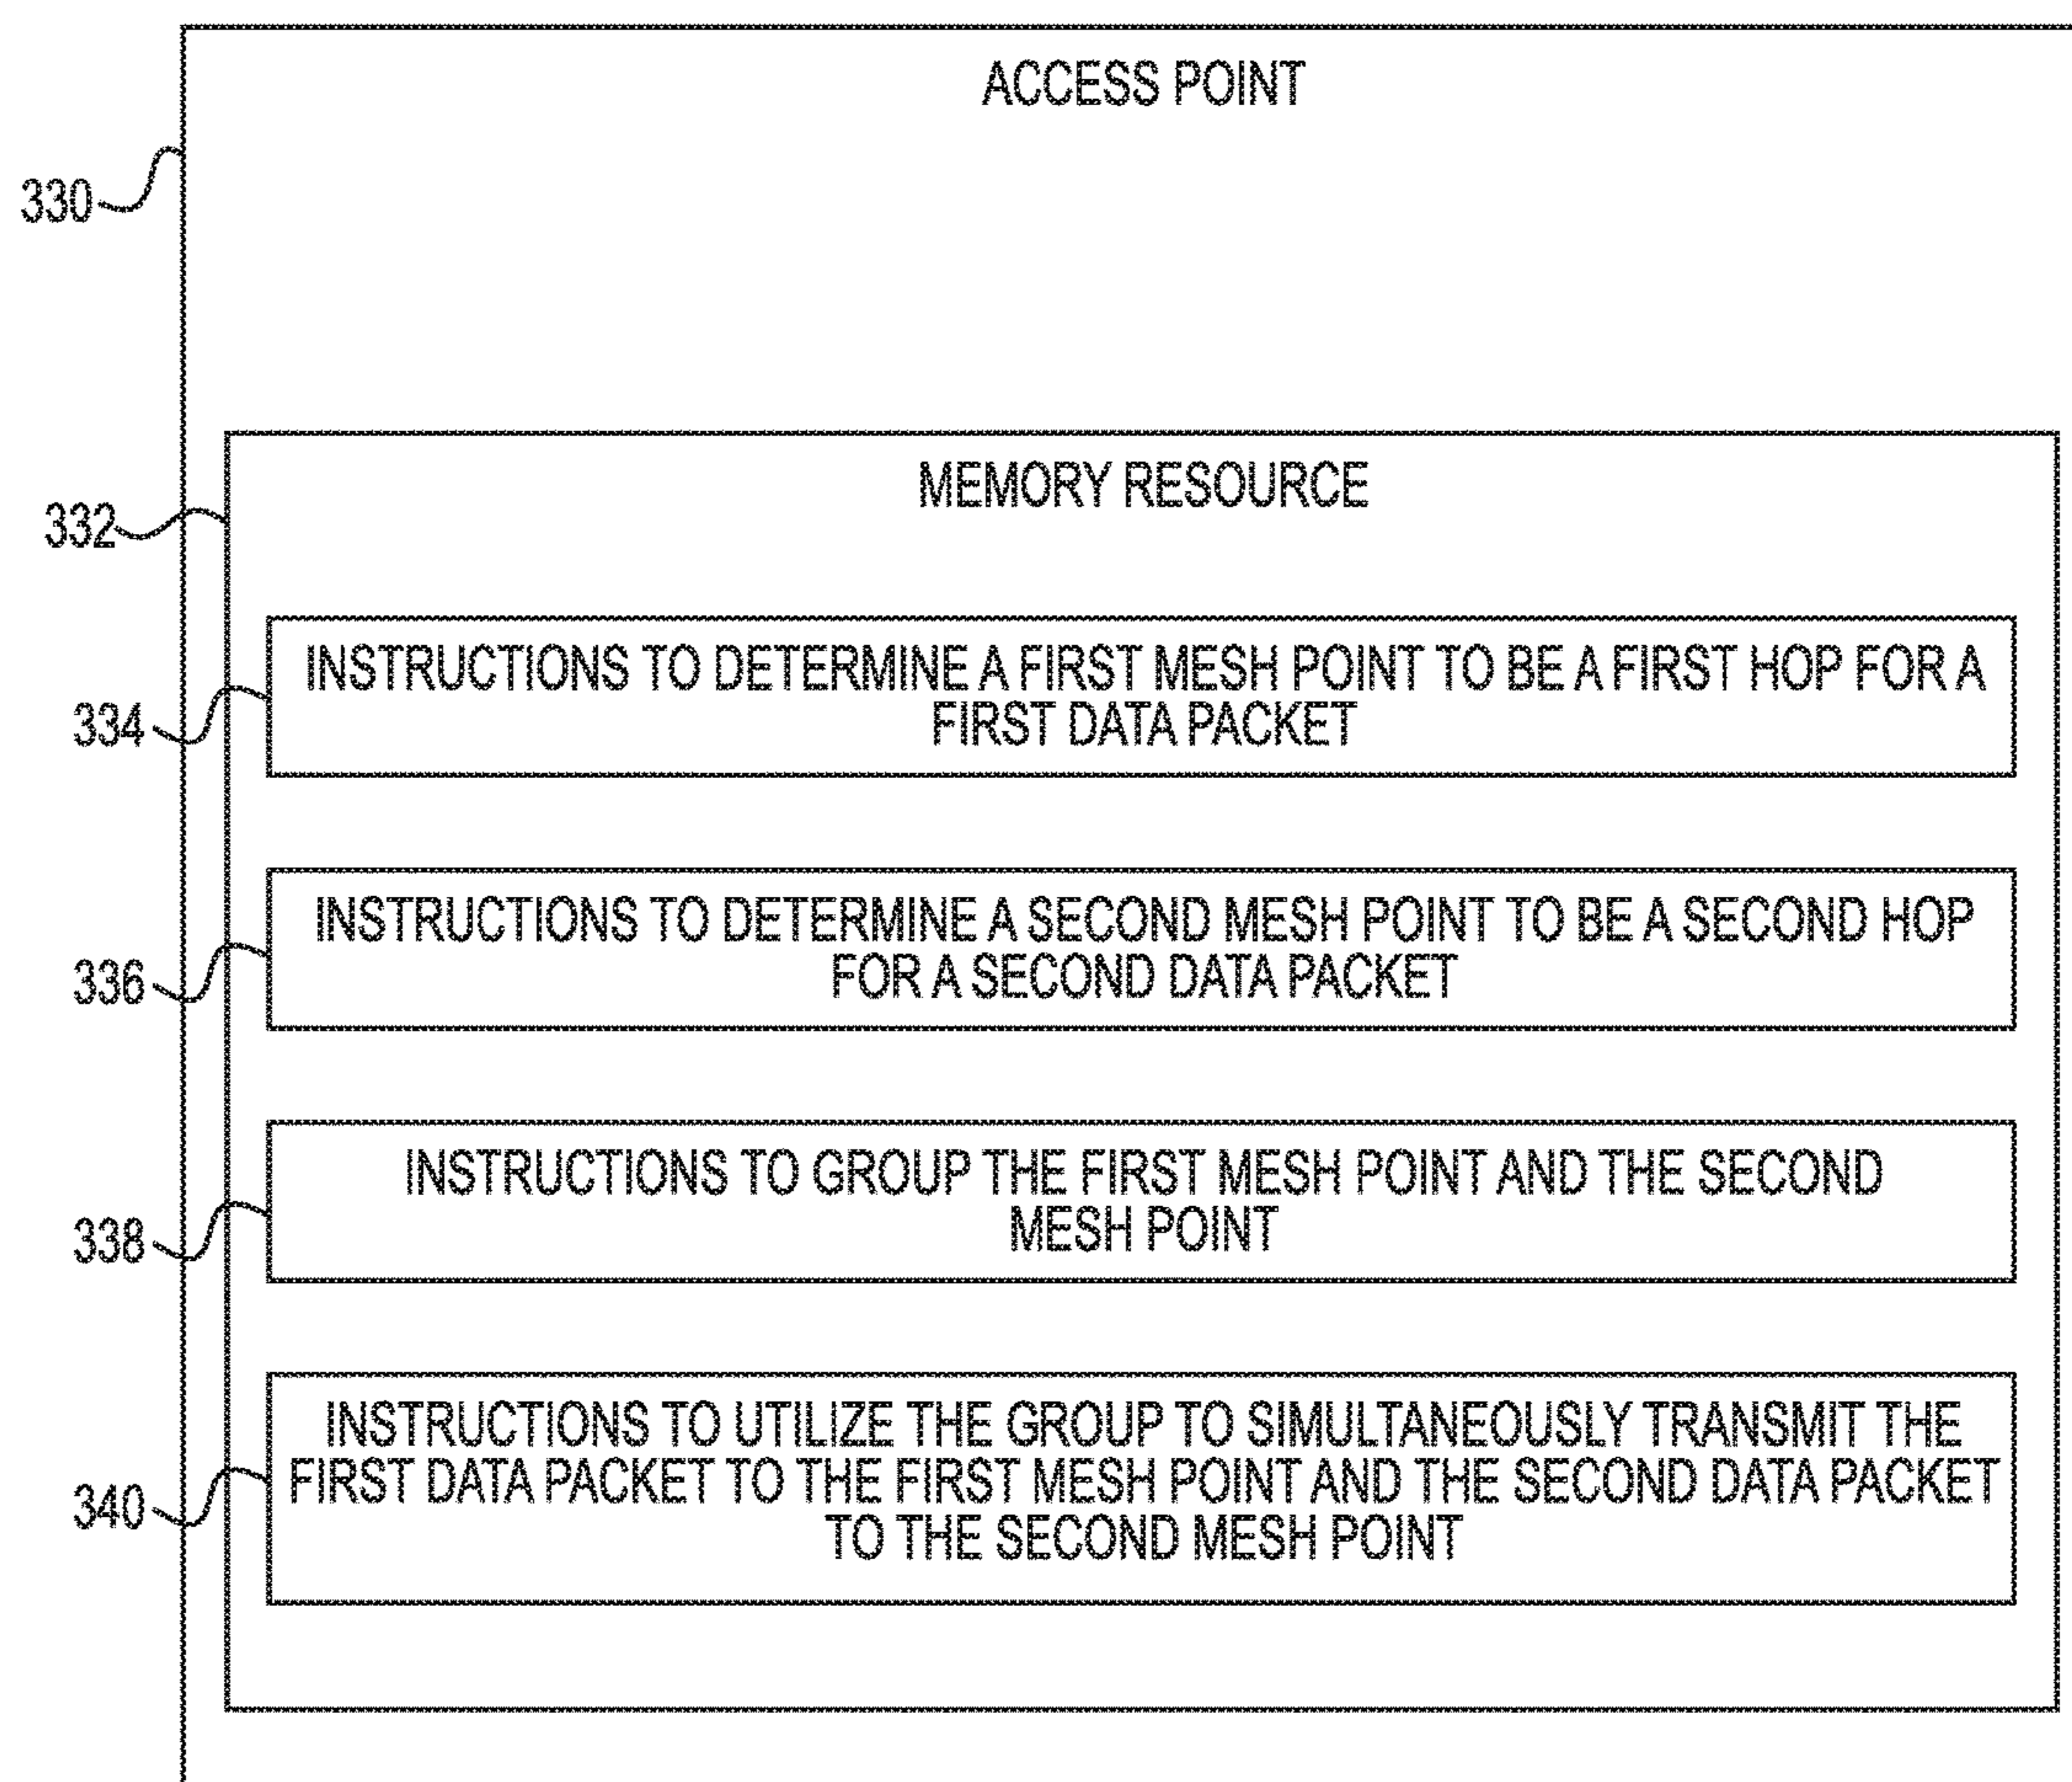 ACCESS POINT
330
MEMORY RESOURCE
332
INSTRUCTIONS TO DETERMINE A FIRST MESH POINT TO BE A FIRST HOP FOR A
FIRST DATA PACKET
334
INSTRUCTIONS TO DETERMINE A SECOND MESH POINT TO BE A SECOND HOP
FOR A SECOND DATA PACKET
336
INSTRUCTIONS TO GROUP THE FIRST MESH POINT AND THE SECOND
MESH POINT
338
INSTRUCTIONS TO UTILIZE THE GROUP TO SIMULTANEOUSLY TRANSMIT THE
FIRST DATA PACKET TO THE FIRST MESH POINT AND THE SECOND DATA PACKET
TO THE SECOND MESH POINT
340